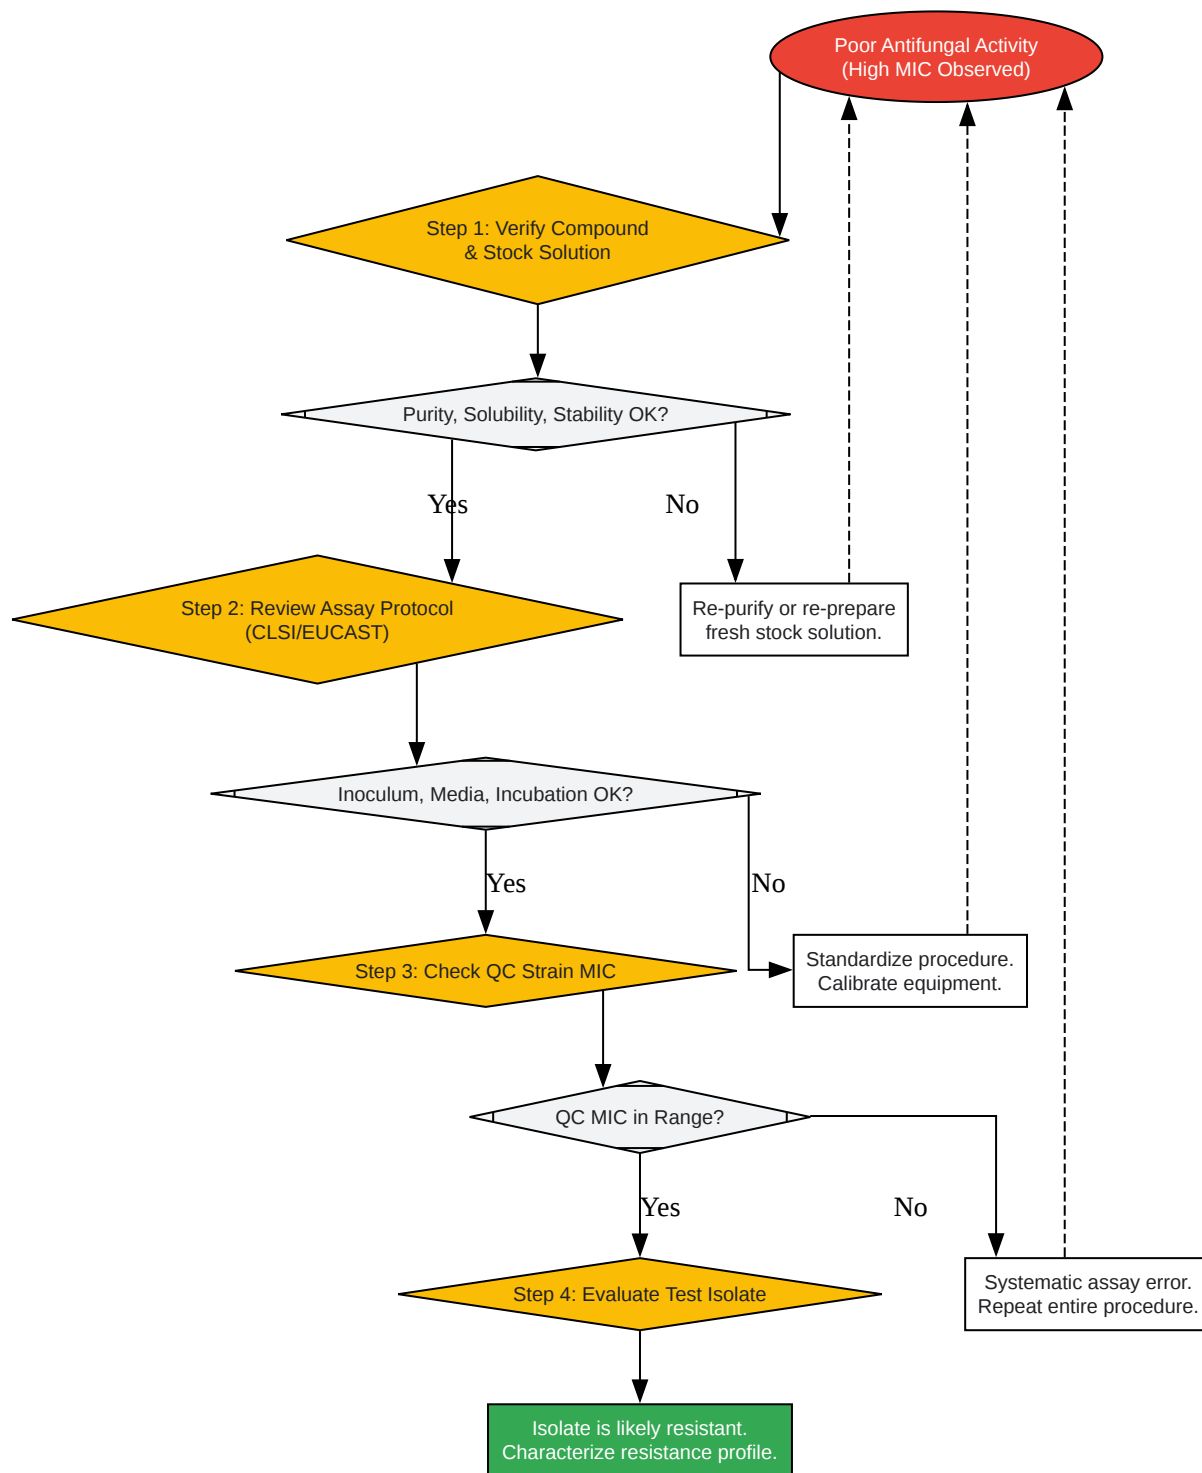 Poor Antifungal Activity
(High MIC Observed)
Step 1: Verify Compound
& Stock Solution
Purity, Solubility, Stability OK?
Yes
No
Step 2: Review Assay Protocol
(CLSI/EUCAST)
Re-purify or re-prepare
fresh stock solution.
Inoculum, Media, Incubation OK?
Yes
No
Step 3: Check QC Strain MIC
Standardize procedure.
Calibrate equipment.
QC MIC in Range?
Yes
No
Step 4: Evaluate Test Isolate
Systematic assay error.
Repeat entire procedure.
Isolate is likely resistant.
Characterize resistance profile.